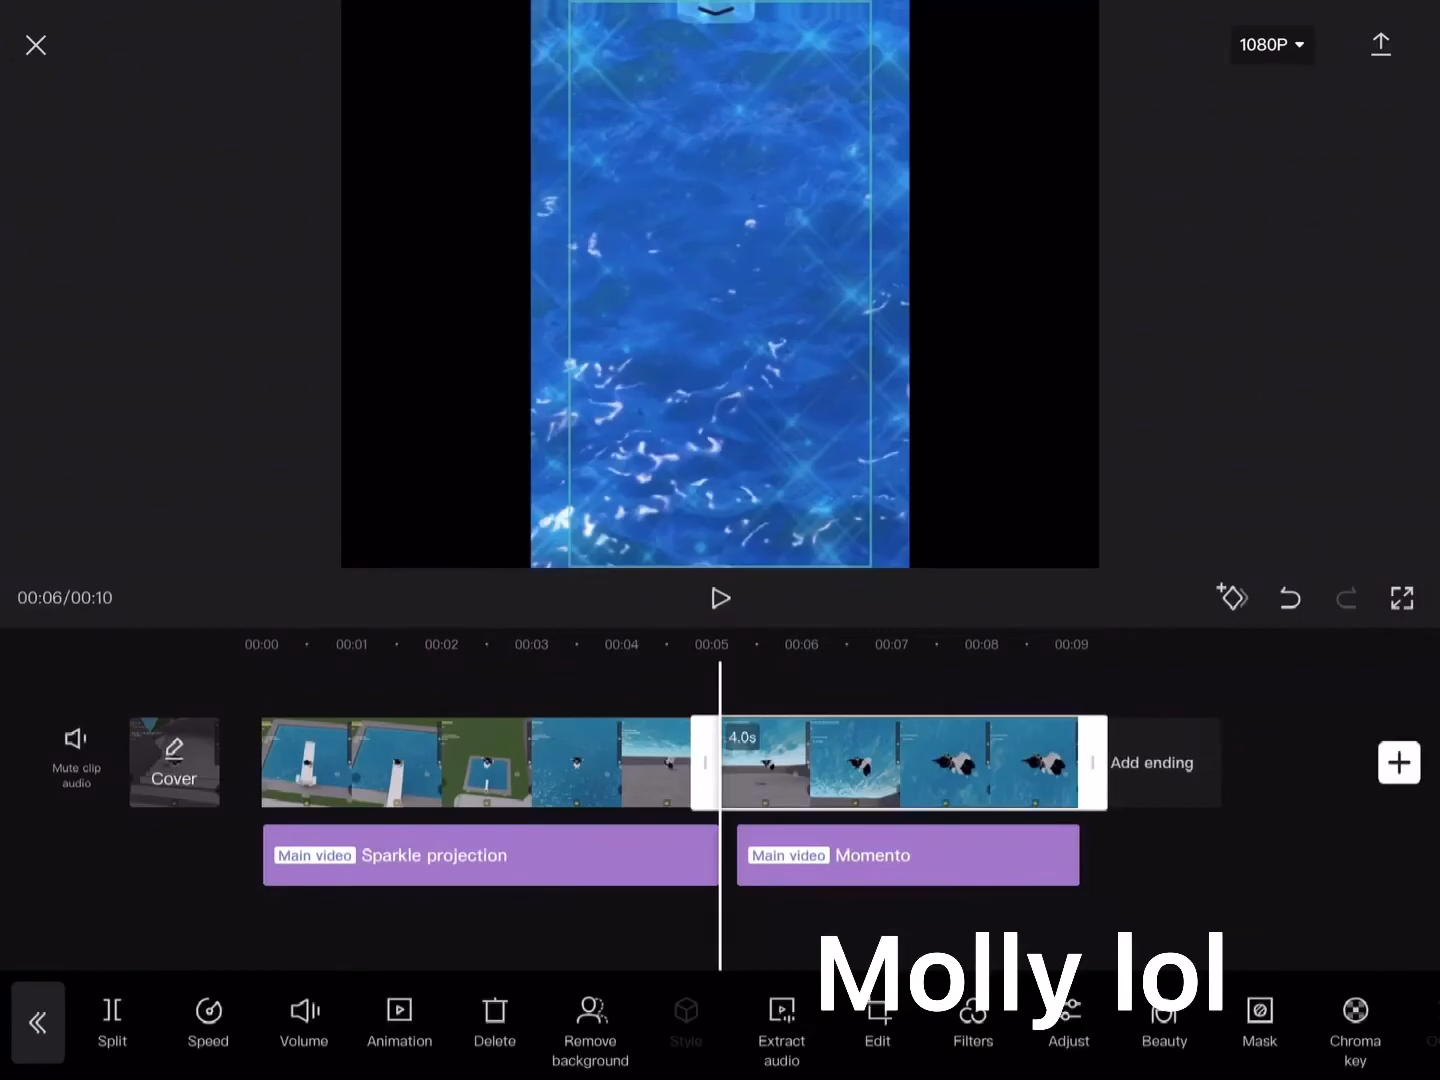 1080P
00:06/00:10
00:00 00:01 00:02 00:03 00:04 00:05 00:06 00:07 00:08 00:09
Mute clip
audio
Cover
4.0s
Add ending
Main video Sparkle projection
Main video Momento
Molly lol
Split
Speed
Volume
Animation
Delete
Remove
background
Style
Extract
audio
Edit
Filters
Adjust
Beauty
Mask
Chroma
key